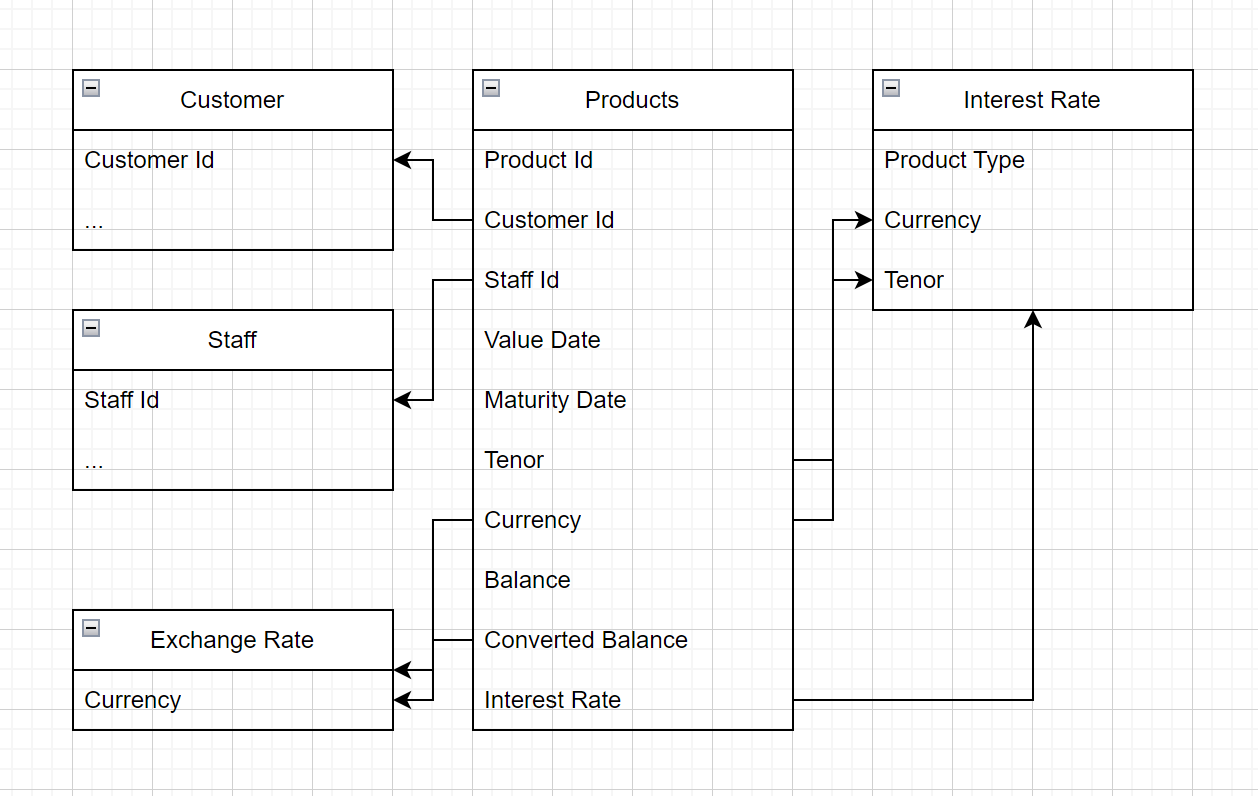 Customer
Customer Id
...
Staff
Staff Id
...
Exchange Rate
Currency
Products
Product Id
Customer Id
Staff Id
Value Date
Maturity Date
Tenor
Currency
Balance
Converted Balance
Interest Rate
Interest Rate
Product Type
Currency
Tenor